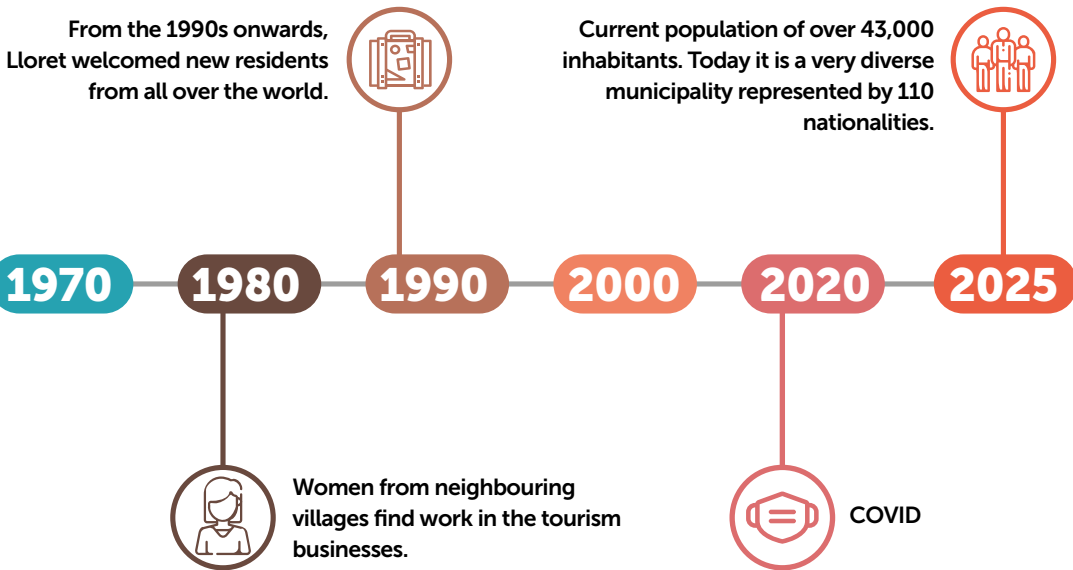 From the 1990s onwards,
Lloret welcomed new residents
from all over the world.
Current population of over 43,000
inhabitants. Today it is a very diverse
municipality represented by 110
nationalities.
1970
1980
1990
2000
2020
2025
Women from neighbouring
villages find work in the tourism
businesses.
COVID